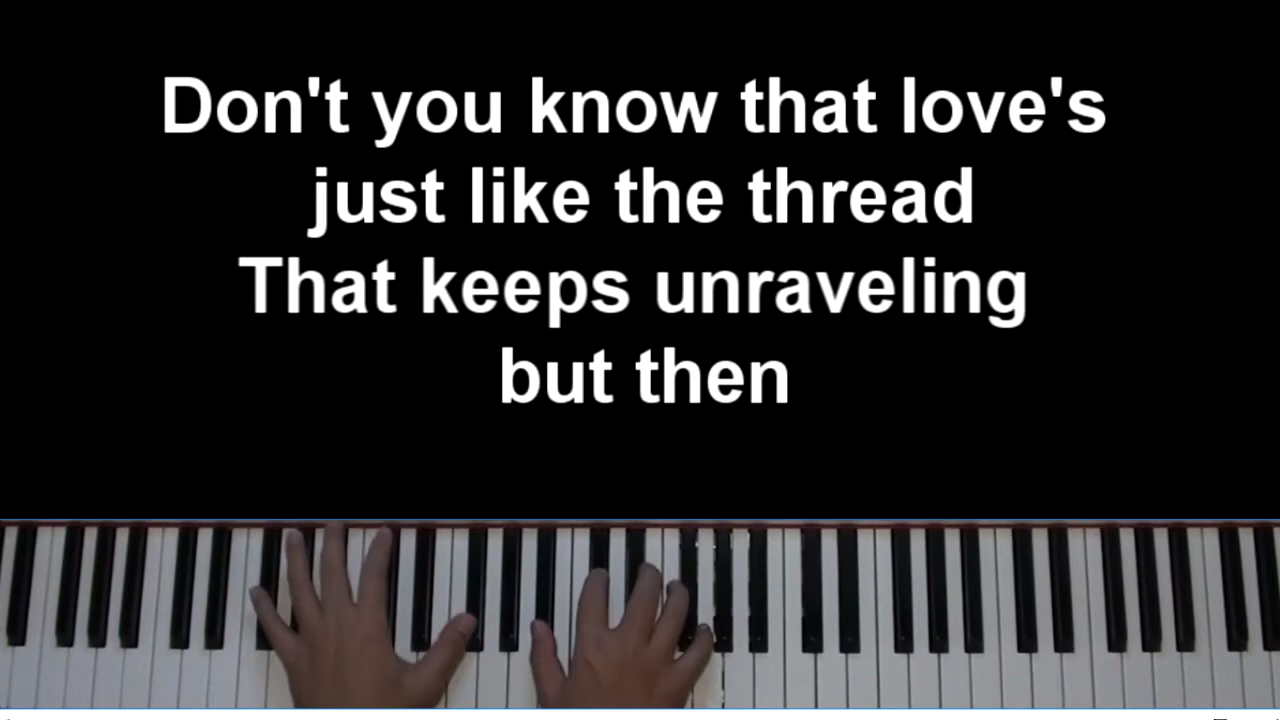 Don't you know that love's
just like the thread
That keeps unraveling
but then